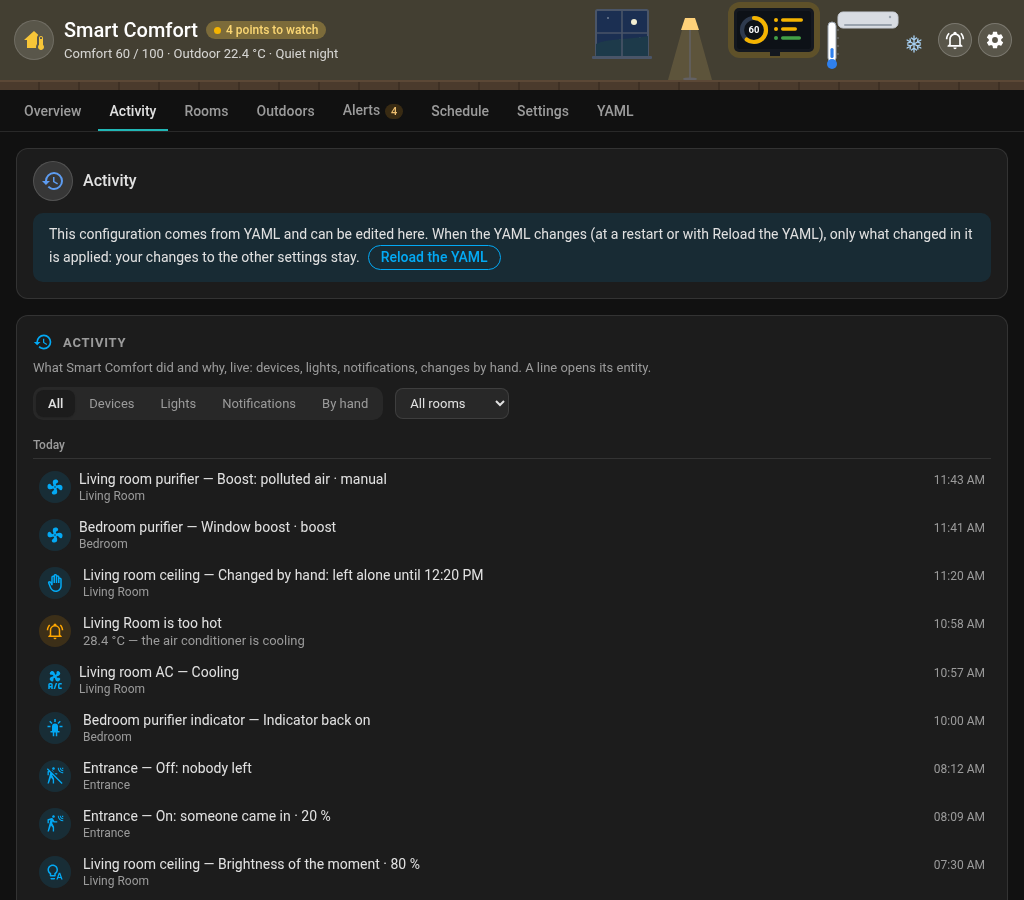 Smart Comfort
4 points to watch
Comfort 60 / 100 · Outdoor 22.4 °C · Quiet night
60
Overview
Activity
Rooms
Outdoors
Alerts 4
Schedule
Settings
YAML
Activity
This configuration comes from YAML and can be edited here. When the YAML changes (at a restart or with Reload the YAML), only what changed in it
is applied: your changes to the other settings stay. Reload the YAML
ACTIVITY
What Smart Comfort did and why, live: devices, lights, notifications, changes by hand. A line opens its entity.
All
Devices
Lights
Notifications
By hand
All rooms
Today
Living room purifier — Boost: polluted air · manual
11:43 AM
Living Room
Bedroom purifier — Window boost · boost
11:41 AM
Bedroom
Living room ceiling — Changed by hand: left alone until 12:20 PM
11:20 AM
Living Room
Living Room is too hot
10:58 AM
28.4 °C — the air conditioner is cooling
A/C
Living room AC — Cooling
10:57 AM
Living Room
Bedroom purifier indicator — Indicator back on
10:00 AM
Bedroom
Entrance — Off: nobody left
08:12 AM
Entrance
Entrance — On: someone came in · 20 %
08:09 AM
Entrance
A
Living room ceiling — Brightness of the moment · 80 %
07:30 AM
Living Room